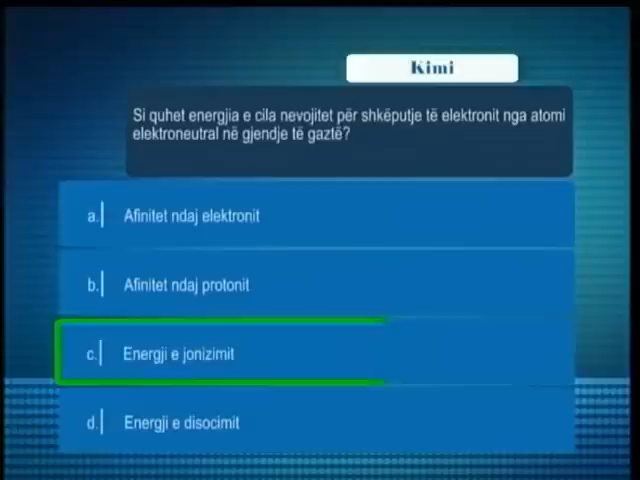 Kimi
Si quhet energjia e cila nevojitet për shkëputje të elektronit nga atomi
elektroneutral në gjendje të gaztë?
a. Afinitet ndaj elektronit
b. Afinitet ndaj protonit
c. Energji e jonizimit
d. Energji e disocimit